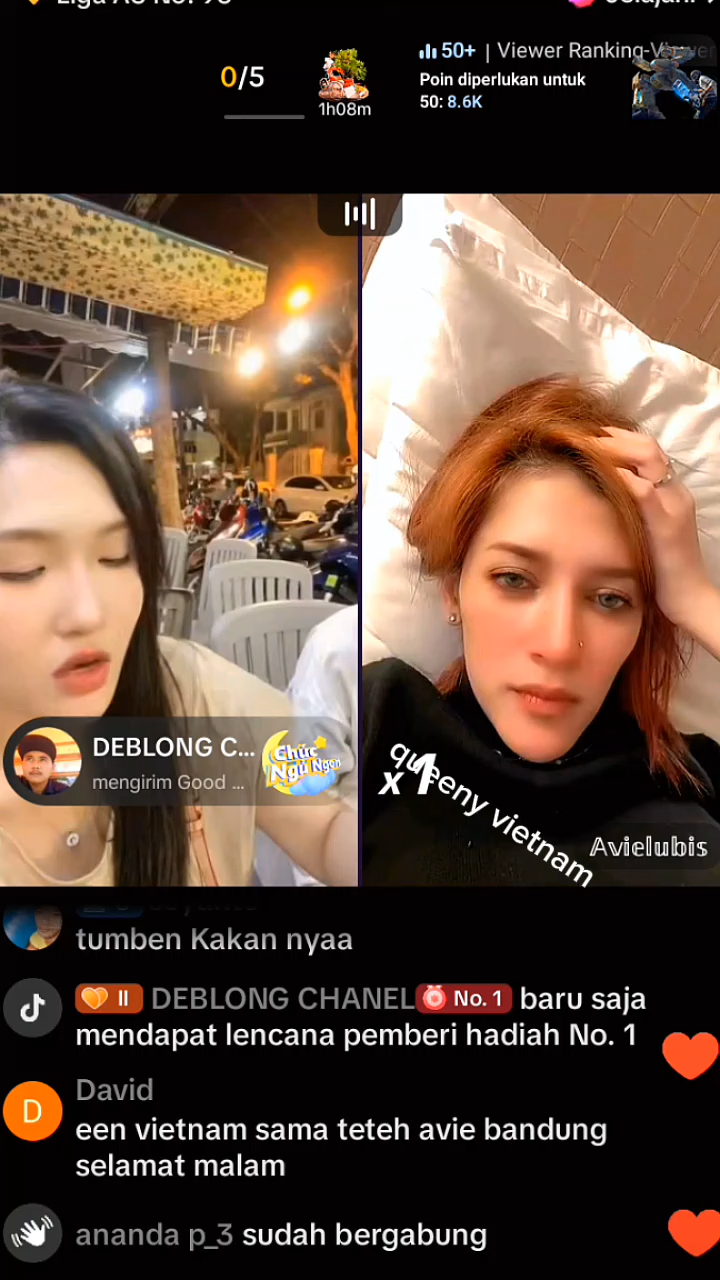 0/5
1h08m
50+ | Viewer Ranking-Viewer
Poin diperlukan untuk
50: 8.6K
DEBLONG C...
mengirim Good ...
Chúc
Ngủ Ngon
x 1
queeny vietnam
Avielubis
tumben Kakan nyaa
II DEBLONG CHANEL No. 1 baru saja
mendapat lencana pemberi hadiah No. 1
David
D
een vietnam sama teteh avie bandung
selamat malam
ananda p_3 sudah bergabung